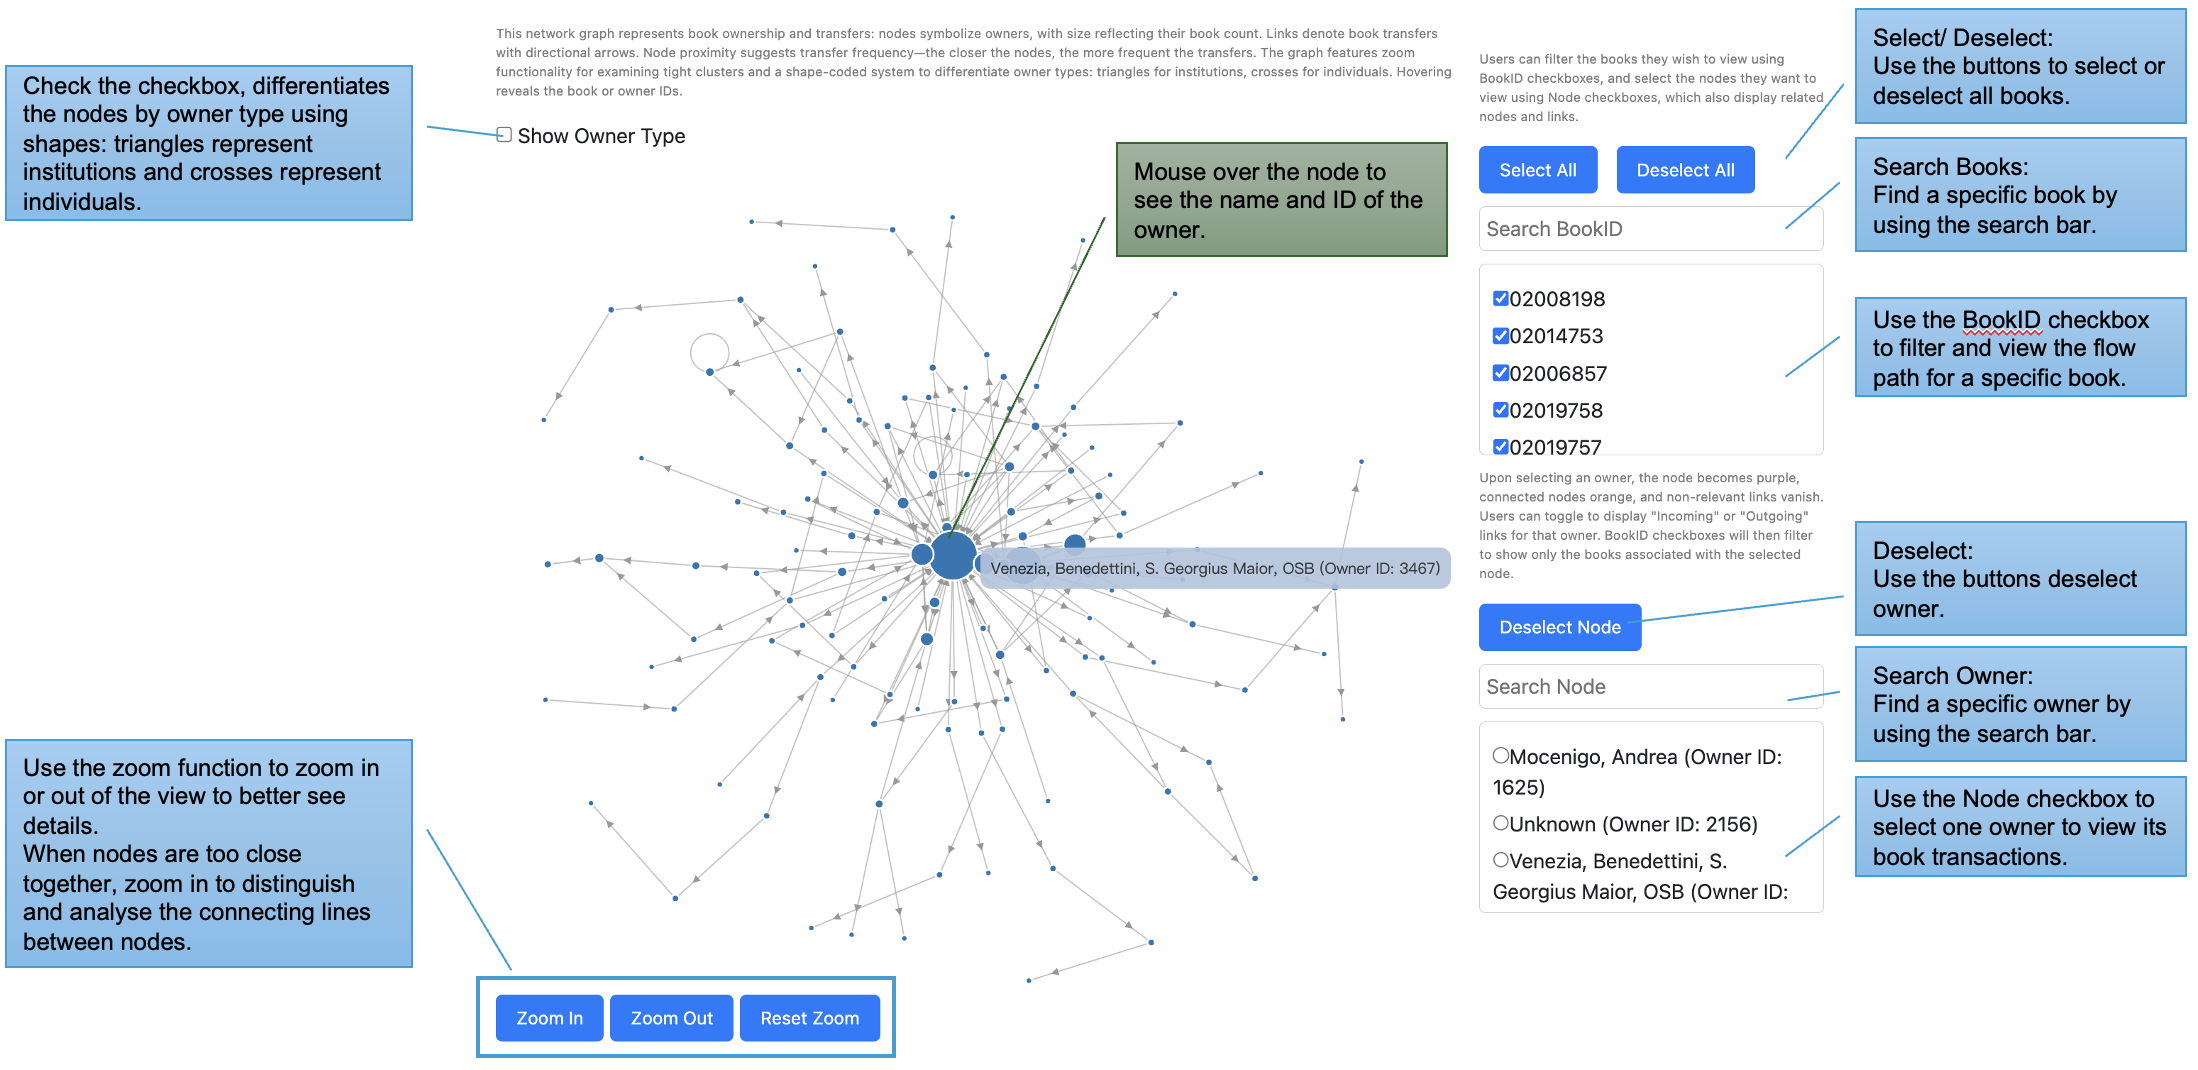 This network graph represents book ownership and transfers: nodes symbolize owners, with size reflecting their book count. Links denote book transfers
with directional arrows. Node proximity suggests transfer frequency—the closer the nodes, the more frequent the transfers. The graph features zoom
functionality for examining tight clusters and a shape-coded system to differentiate owner types: triangles for institutions, crosses for individuals. Hovering
reveals the book or owner IDs.
Check the checkbox, differentiates
the nodes by owner type using
shapes: triangles represent
institutions and crosses represent
individuals.
Show Owner Type
Mouse over the node to
see the name and ID of the
owner.
Venezia, Benedettini, S. Georgius Maior, OSB (Owner ID: 3467)
Use the zoom function to zoom in
or out of the view to better see
details.
When nodes are too close
together, zoom in to distinguish
and analyse the connecting lines
between nodes.
Zoom In
Zoom Out
Reset Zoom
Users can filter the books they wish to view using
BookID checkboxes, and select the nodes they want to
view using Node checkboxes, which also display related
nodes and links.
Select All
Deselect All
Search BookID
02008198
02014753
02006857
02019758
02019757
Upon selecting an owner, the node becomes purple,
connected nodes orange, and non-relevant links vanish.
Users can toggle to display "Incoming" or "Outgoing"
links for that owner. BookID checkboxes will then filter
to show only the books associated with the selected
node.
Deselect Node
Search Node
Mocenigo, Andrea (Owner ID:
1625)
Unknown (Owner ID: 2156)
Venezia, Benedettini, S.
Georgius Maior, OSB (Owner ID:
Select/ Deselect:
Use the buttons to select or
deselect all books.
Search Books:
Find a specific book by
using the search bar.
Use the BookID checkbox
to filter and view the flow
path for a specific book.
Deselect:
Use the buttons deselect
owner.
Search Owner:
Find a specific owner by
using the search bar.
Use the Node checkbox to
select one owner to view its
book transactions.